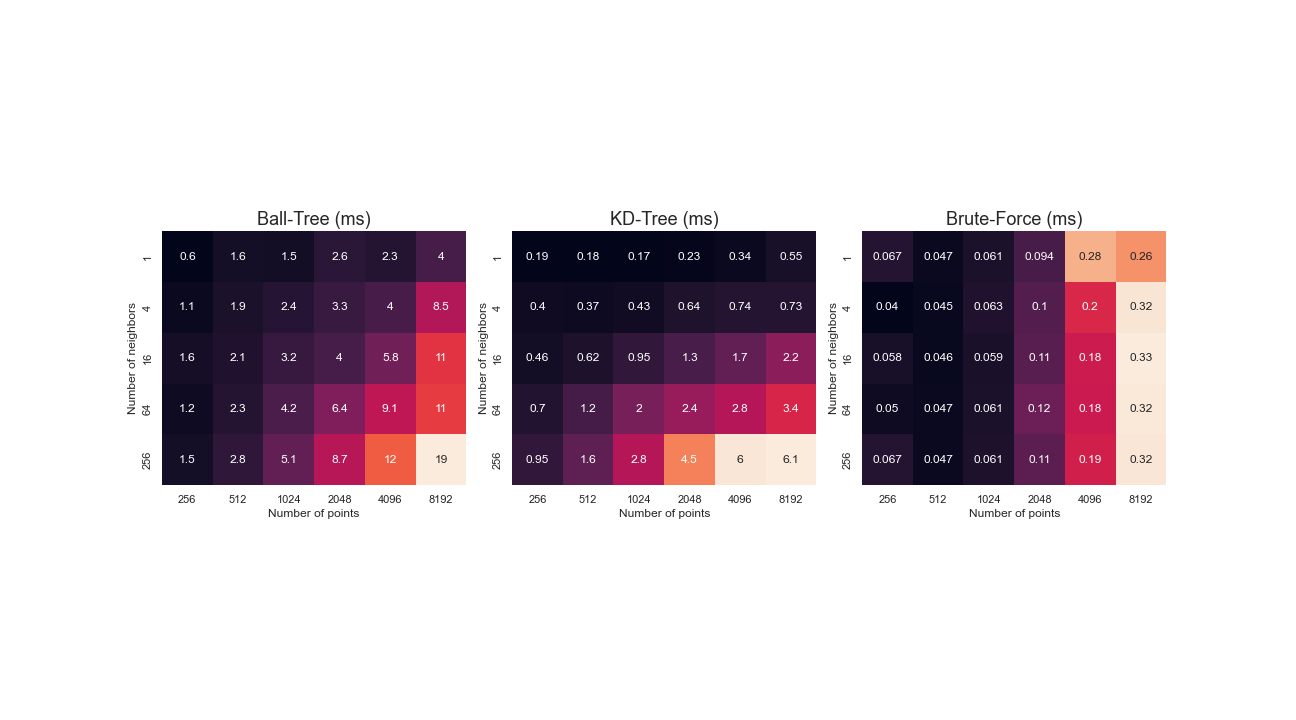 Ball-Tree (ms)
KD-Tree (ms)
Brute-Force (ms)
Number of neighbors
1
0.6 1.6 1.5 2.6 2.3 4
4
1.1 1.9 2.4 3.3 4 8.5
16
1.6 2.1 3.2 4 5.8 11
64
1.2 2.3 4.2 6.4 9.1 11
256
1.5 2.8 5.1 8.7 12 19
256 512 1024 2048 4096 8192
Number of points
Number of neighbors
1
0.19 0.18 0.17 0.23 0.34 0.55
4
0.4 0.37 0.43 0.64 0.74 0.73
16
0.46 0.62 0.95 1.3 1.7 2.2
64
0.7 1.2 2 2.4 2.8 3.4
256
0.95 1.6 2.8 4.5 6 6.1
256 512 1024 2048 4096 8192
Number of points
Number of neighbors
1
0.067 0.047 0.061 0.094 0.28 0.26
4
0.04 0.045 0.063 0.1 0.2 0.32
16
0.058 0.046 0.059 0.11 0.18 0.33
64
0.05 0.047 0.061 0.12 0.18 0.32
256
0.067 0.047 0.061 0.11 0.19 0.32
256 512 1024 2048 4096 8192
Number of points